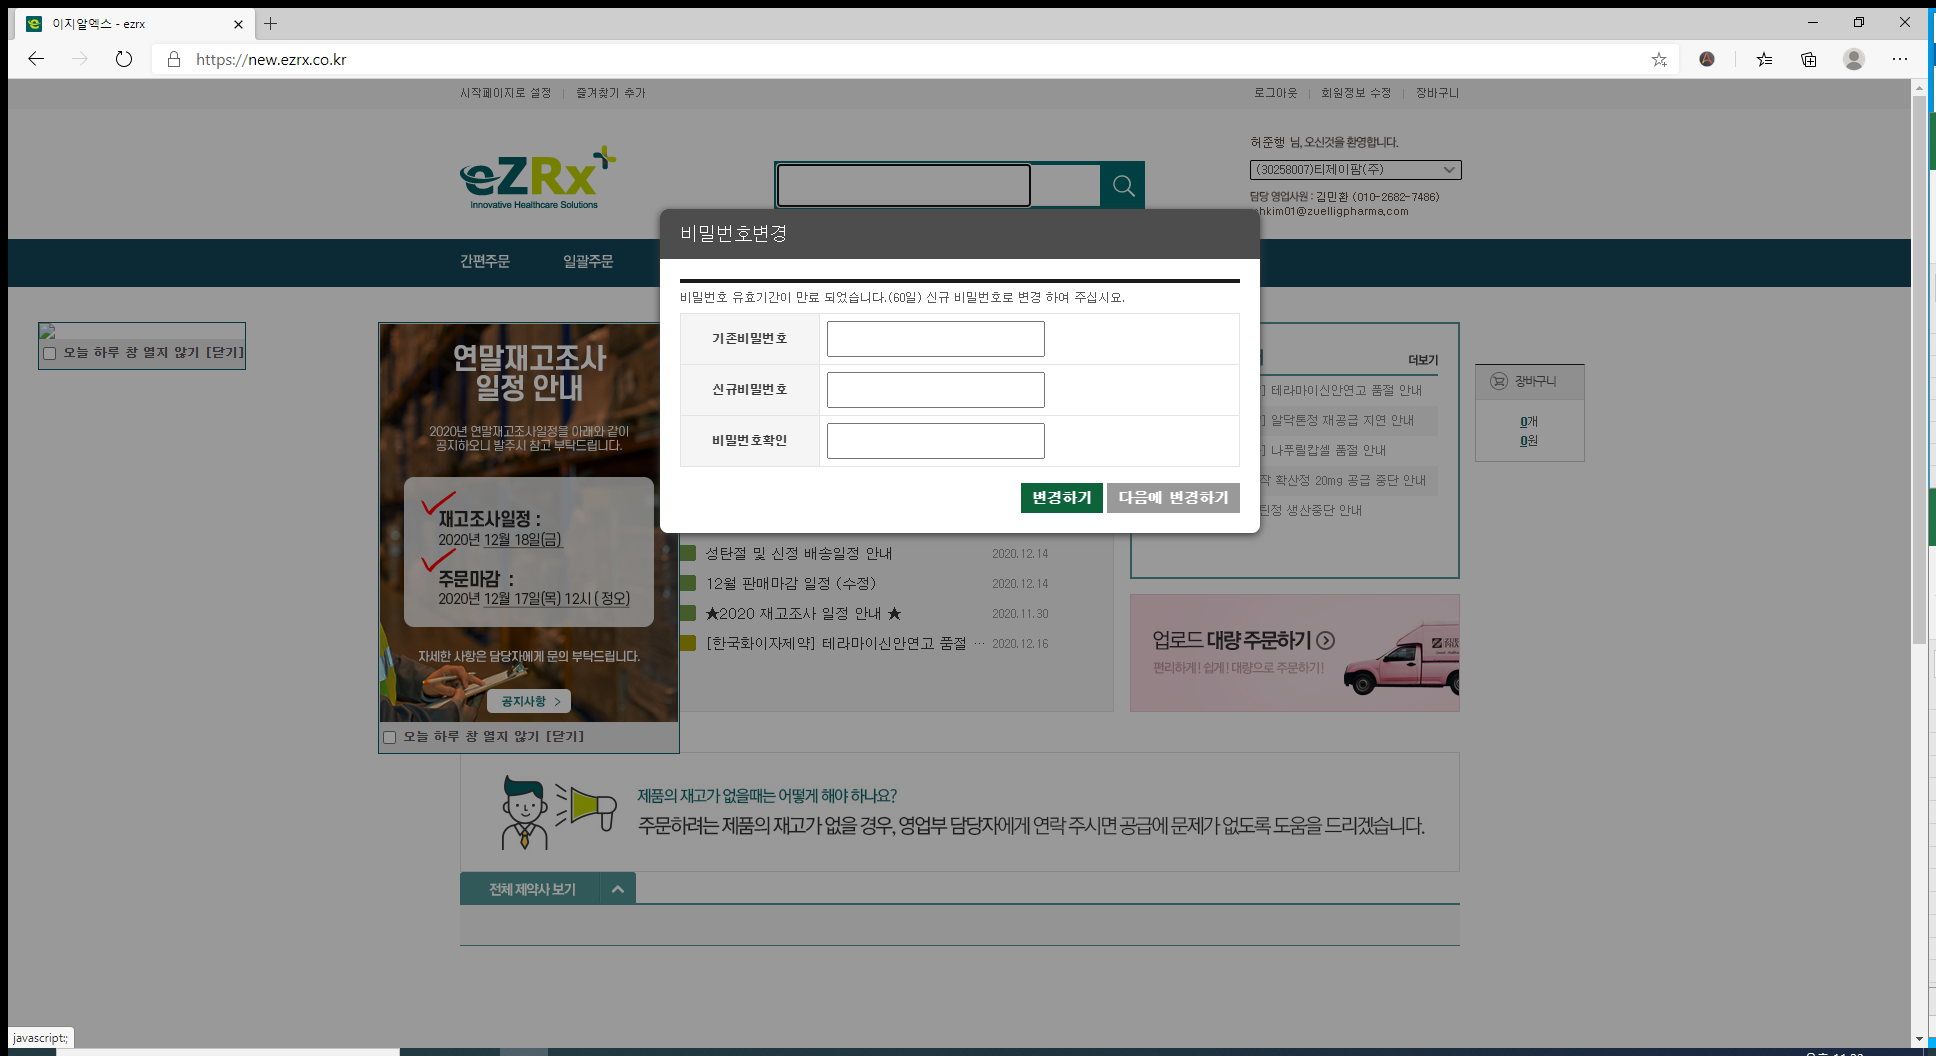 이지알엑스 - ezrx
https://new.ezrx.co.kr
시작페이지로 설정 | 즐겨찾기 추가
로그아웃 | 회원정보 수정 | 장바구니
eZRx
Innovative Healthcare Solutions
허준행 님, 오신것을 환영합니다.
(30258007)티제이팜(주)
담당 영업사원 : 김민환 (010-2682-7486)
hkim01@zuelligpharma.com
간편주문 일괄주문
비밀번호변경
비밀번호 유효기간이 만료 되었습니다.(60일) 신규 비밀번호로 변경 하여 주십시요.
기존비밀번호
신규비밀번호
비밀번호확인
변경하기 다음에 변경하기
오늘 하루 창 열지 않기 [닫기]
연말재고조사
일정 안내
2020년 연말재고조사일정을 아래와 같이
공지하오니 발주시 참고 부탁드립니다.
재고조사일정 :
2020년 12월 18일(금)
주문마감 :
2020년 12월 17일(목) 12시 ( 정오)
자세한 사항은 담당자에게 문의 부탁드립니다.
공지사항 >
오늘 하루 창 열지 않기 [닫기]
성탄절 및 신정 배송일정 안내 2020.12.14
12월 판매마감 일정 (수정) 2020.12.14
★2020 재고조사 일정 안내 ★ 2020.11.30
[한국화이자제약] 테라마이신안연고 품절 … 2020.12.16
더보기
] 테라마이신안연고 품절 안내
] 알닥톤정 재공급 지연 안내
] 나푸릴캅셀 품절 안내
작 확산정 20mg 공급 중단 안내
틴정 생산중단 안내
장바구니
0개
0원
업로드 대량 주문하기
편리하게! 쉽게! 대량으로 주문하기!
제품의 재고가 없을때는 어떻게 해야 하나요?
주문하려는 제품의 재고가 없을 경우, 영업부 담당자에게 연락 주시면 공급에 문제가 없도록 도움을 드리겠습니다.
전체 제약사 보기
javascript:;